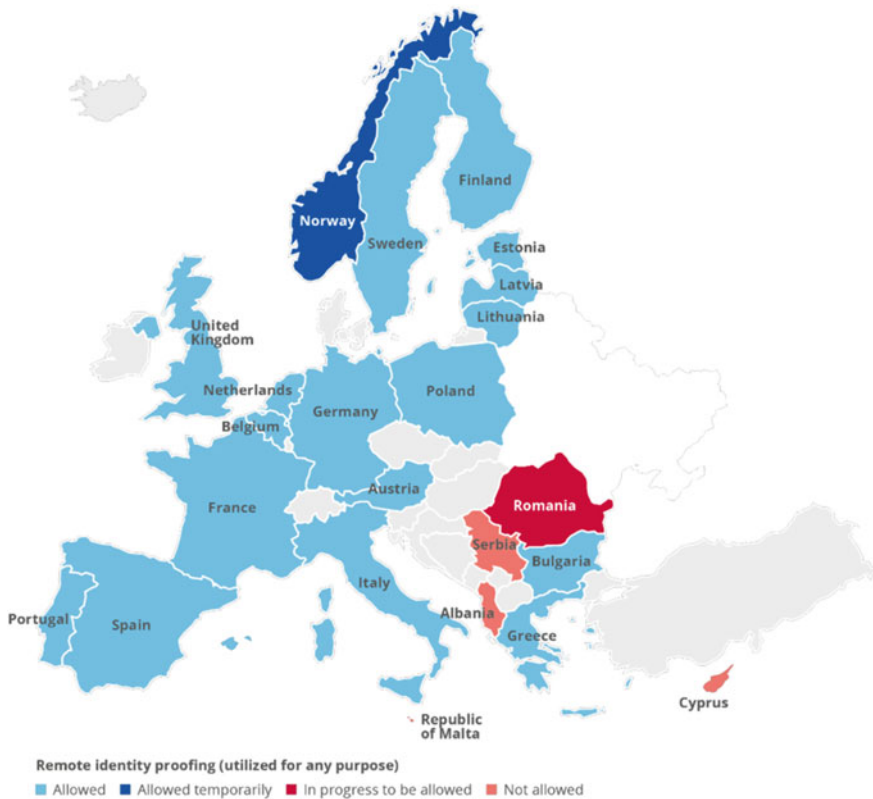 Norway
Finland
Sweden
Estonia
Latvia
Lithuania
United
Kingdom
Netherlands
Belgium
Germany
Poland
France
Austria
Romania
Serbia
Bulgaria
Italy
Albania
Greece
Portugal
Spain
Cyprus
Republic
of Malta
Remote identity proofing (utilized for any purpose)
Allowed Allowed temporarily In progress to be allowed Not allowed